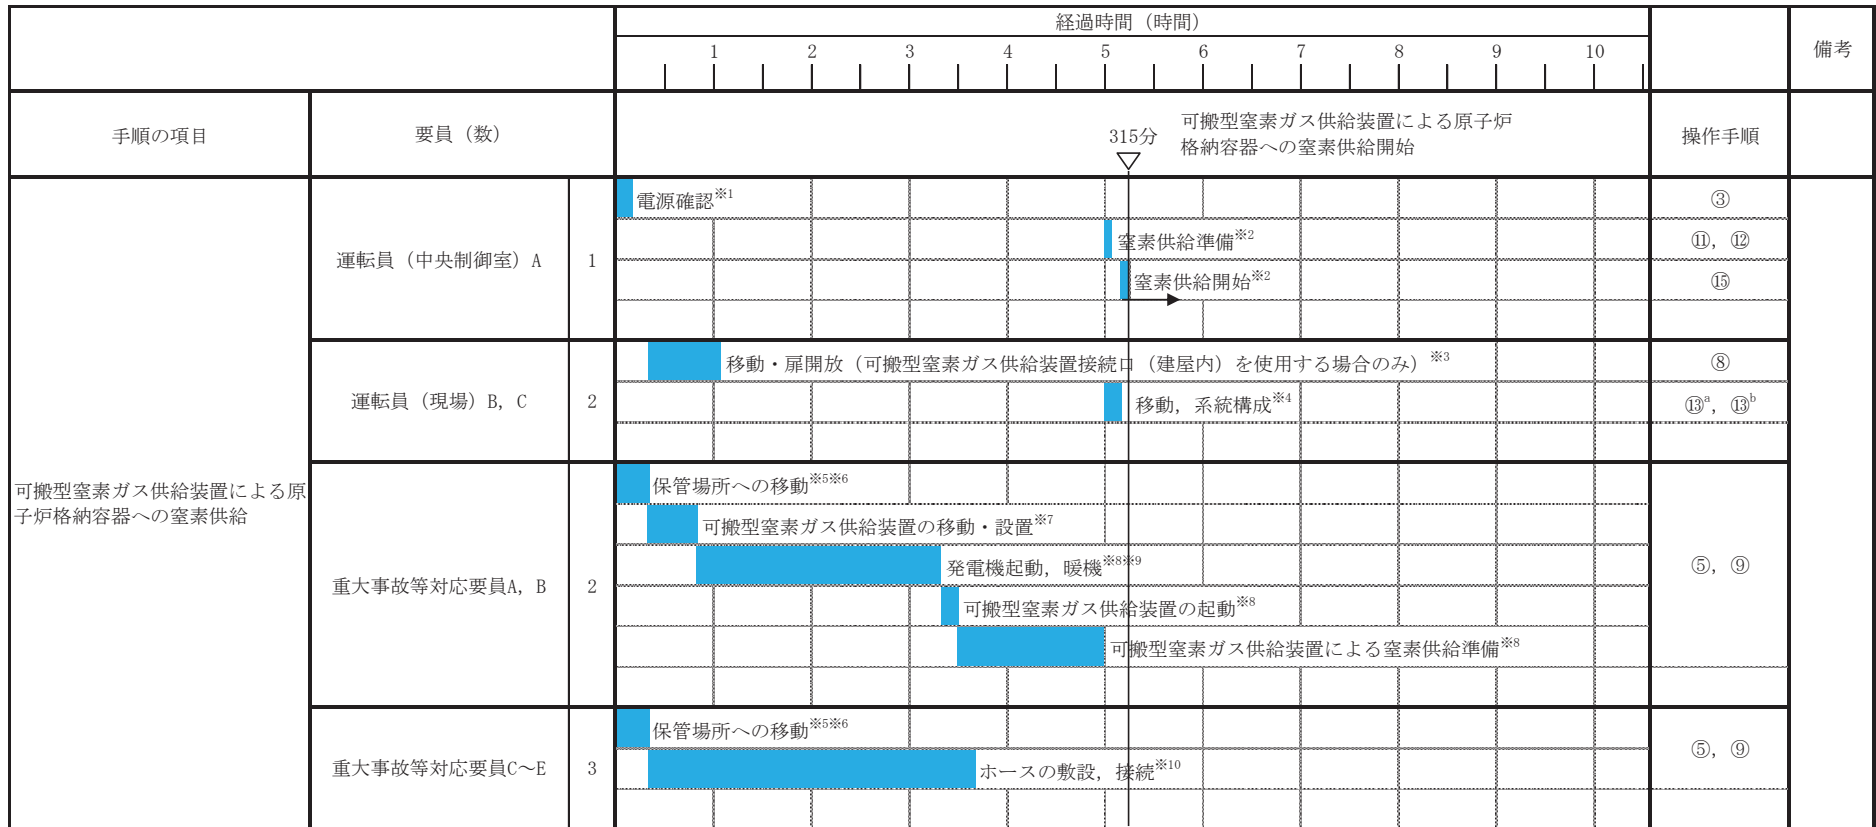 経過時間（時間）
備考
1 2 3 4 5 6 7 8 9 10
手順の項目
要員（数）
315分
可搬型窒素ガス供給装置による原子炉
格納容器への窒素供給開始
操作手順
可搬型窒素ガス供給装置による原
子炉格納容器への窒素供給
運転員（中央制御室）A
1
電源確認※1
③
窒素供給準備※2
⑪，⑫
窒素供給開始※2
⑮
運転員（現場）B，C
2
移動・扉開放（可搬型窒素ガス供給装置接続口（建屋内）を使用する場合のみ）※3
⑧
移動，系統構成※4
⑬a，⑬b
重大事故等対応要員A，B
2
保管場所への移動※5※6
可搬型窒素ガス供給装置の移動・設置※7
発電機起動，暖機※8※9
可搬型窒素ガス供給装置の起動※8
可搬型窒素ガス供給装置による窒素供給準備※8
⑤，⑨
重大事故等対応要員C～E
3
保管場所への移動※5※6
ホースの敷設，接続※10
⑤，⑨